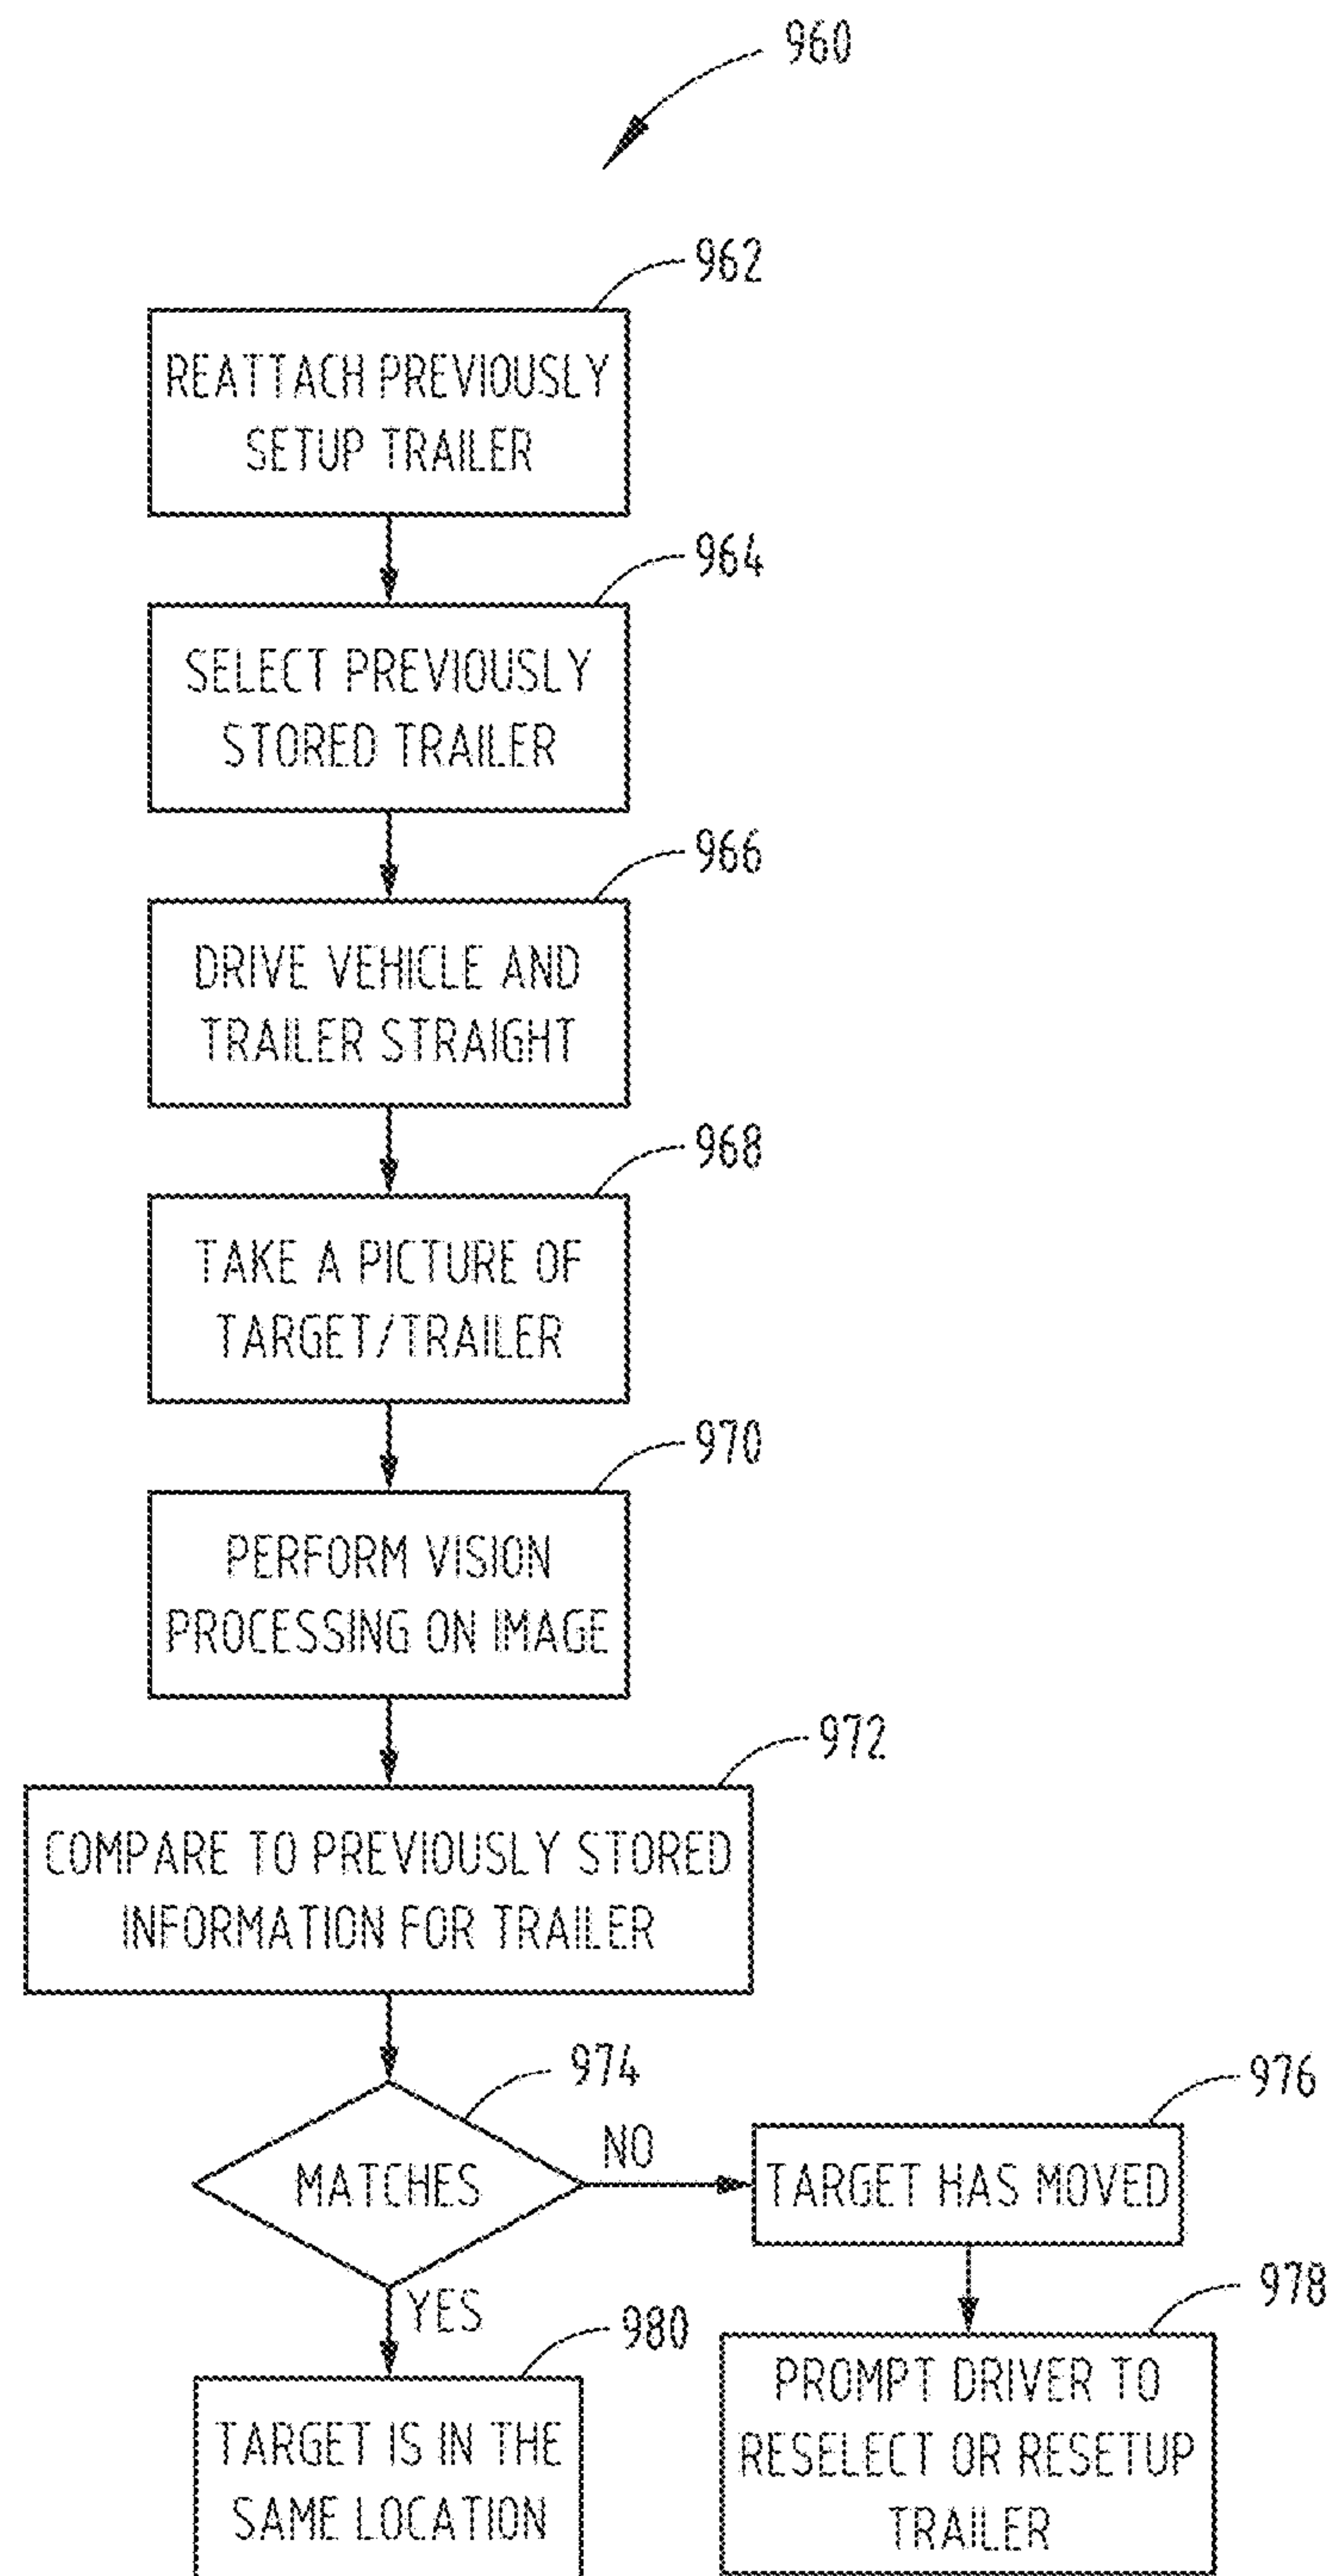 960
962
REATTACH PREVIOUSLY
SETUP TRAILER
964
SELECT PREVIOUSLY
STORED TRAILER
966
DRIVE VEHICLE AND
TRAILER STRAIGHT
968
TAKE A PICTURE OF
TARGET/TRAILER
970
PERFORM VISION
PROCESSING ON IMAGE
972
COMPARE TO PREVIOUSLY STORED
INFORMATION FOR TRAILER
974
MATCHES
NO
976
TARGET HAS MOVED
978
PROMPT DRIVER TO
RESELECT OR RESETUP
TRAILER
YES
980
TARGET IS IN THE
SAME LOCATION